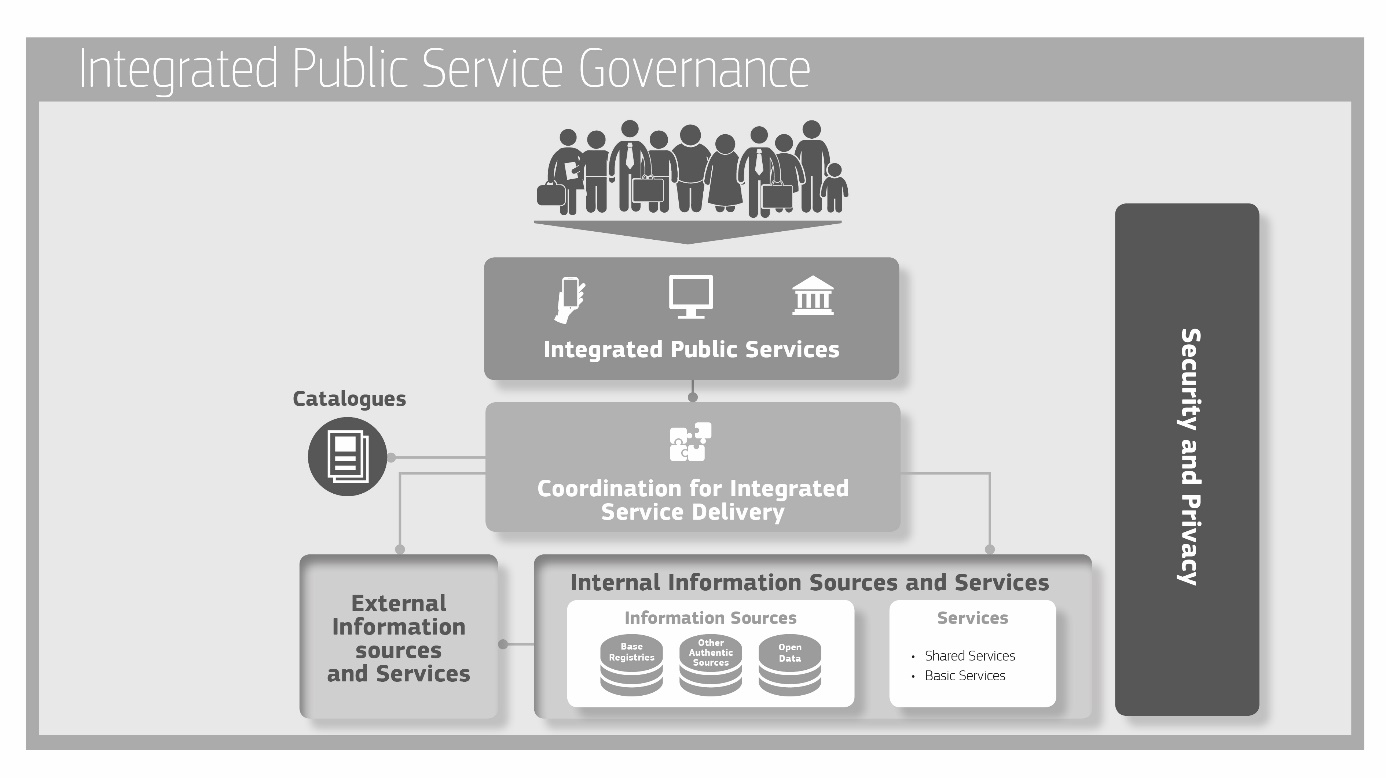 Integrated Public Service Governance
Integrated Public Services
Catalogues
Coordination for Integrated
Service Delivery
Security and Privacy
External
Information
sources
and Services
Internal Information Sources and Services
Information Sources
Base
Registries
Other
Authentic
Sources
Open
Data
Services
• Shared Services
• Basic Services